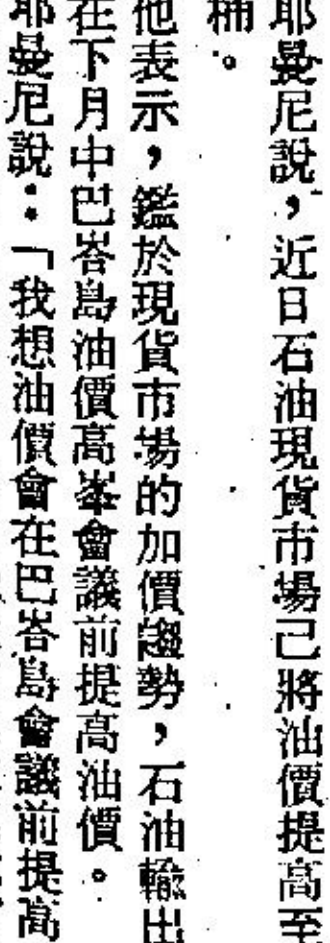 耶曼尼說，近日石油現貨市場已將油價提高至
桶。
他表示，鑑於現貨市場的加價趨勢，石油輸出
在下月中巴峇島油價高峯會議前提高油價。
耶曼尼說：「我想油價會在巴峇島會議前提高